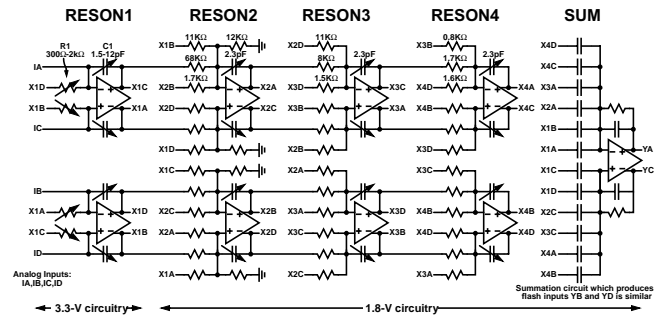 RESON1 RESON2 RESON3 RESON4 SUM
R1
300Ω-2kΩ
C1
1.5-12pF
IA
X1D
X1B
IC
X1C
X1A
IB
X1A
X1C
ID
X1D
X1B
Analog Inputs:
IA,IB,IC,ID
X1B
11KΩ
12KΩ
68KΩ
2.3pF
1.7KΩ
X2B
X2D
X1D
X2A
X2C
X1C
X2C
X2A
X1A
X2B
X2D
X2D
11KΩ
2.3pF
8KΩ
1.5KΩ
X3D
X3B
X2B
X3C
X3A
X2A
X3A
X3C
X2C
X3D
X3B
X3B
0.8KΩ
2.3pF
1.7KΩ
1.6KΩ
X4D
X4B
X3D
X4A
X4C
X3C
X4B
X4A
X3A
X4B
X4D
X4D
X4C
X3A
X2A
X1B
X1A
X1C
X1D
X2C
X3C
X4A
X4B
YA
YC
Summation circuit which produces
flash inputs YB and YD is similar
3.3-V circuitry
1.8-V circuitry